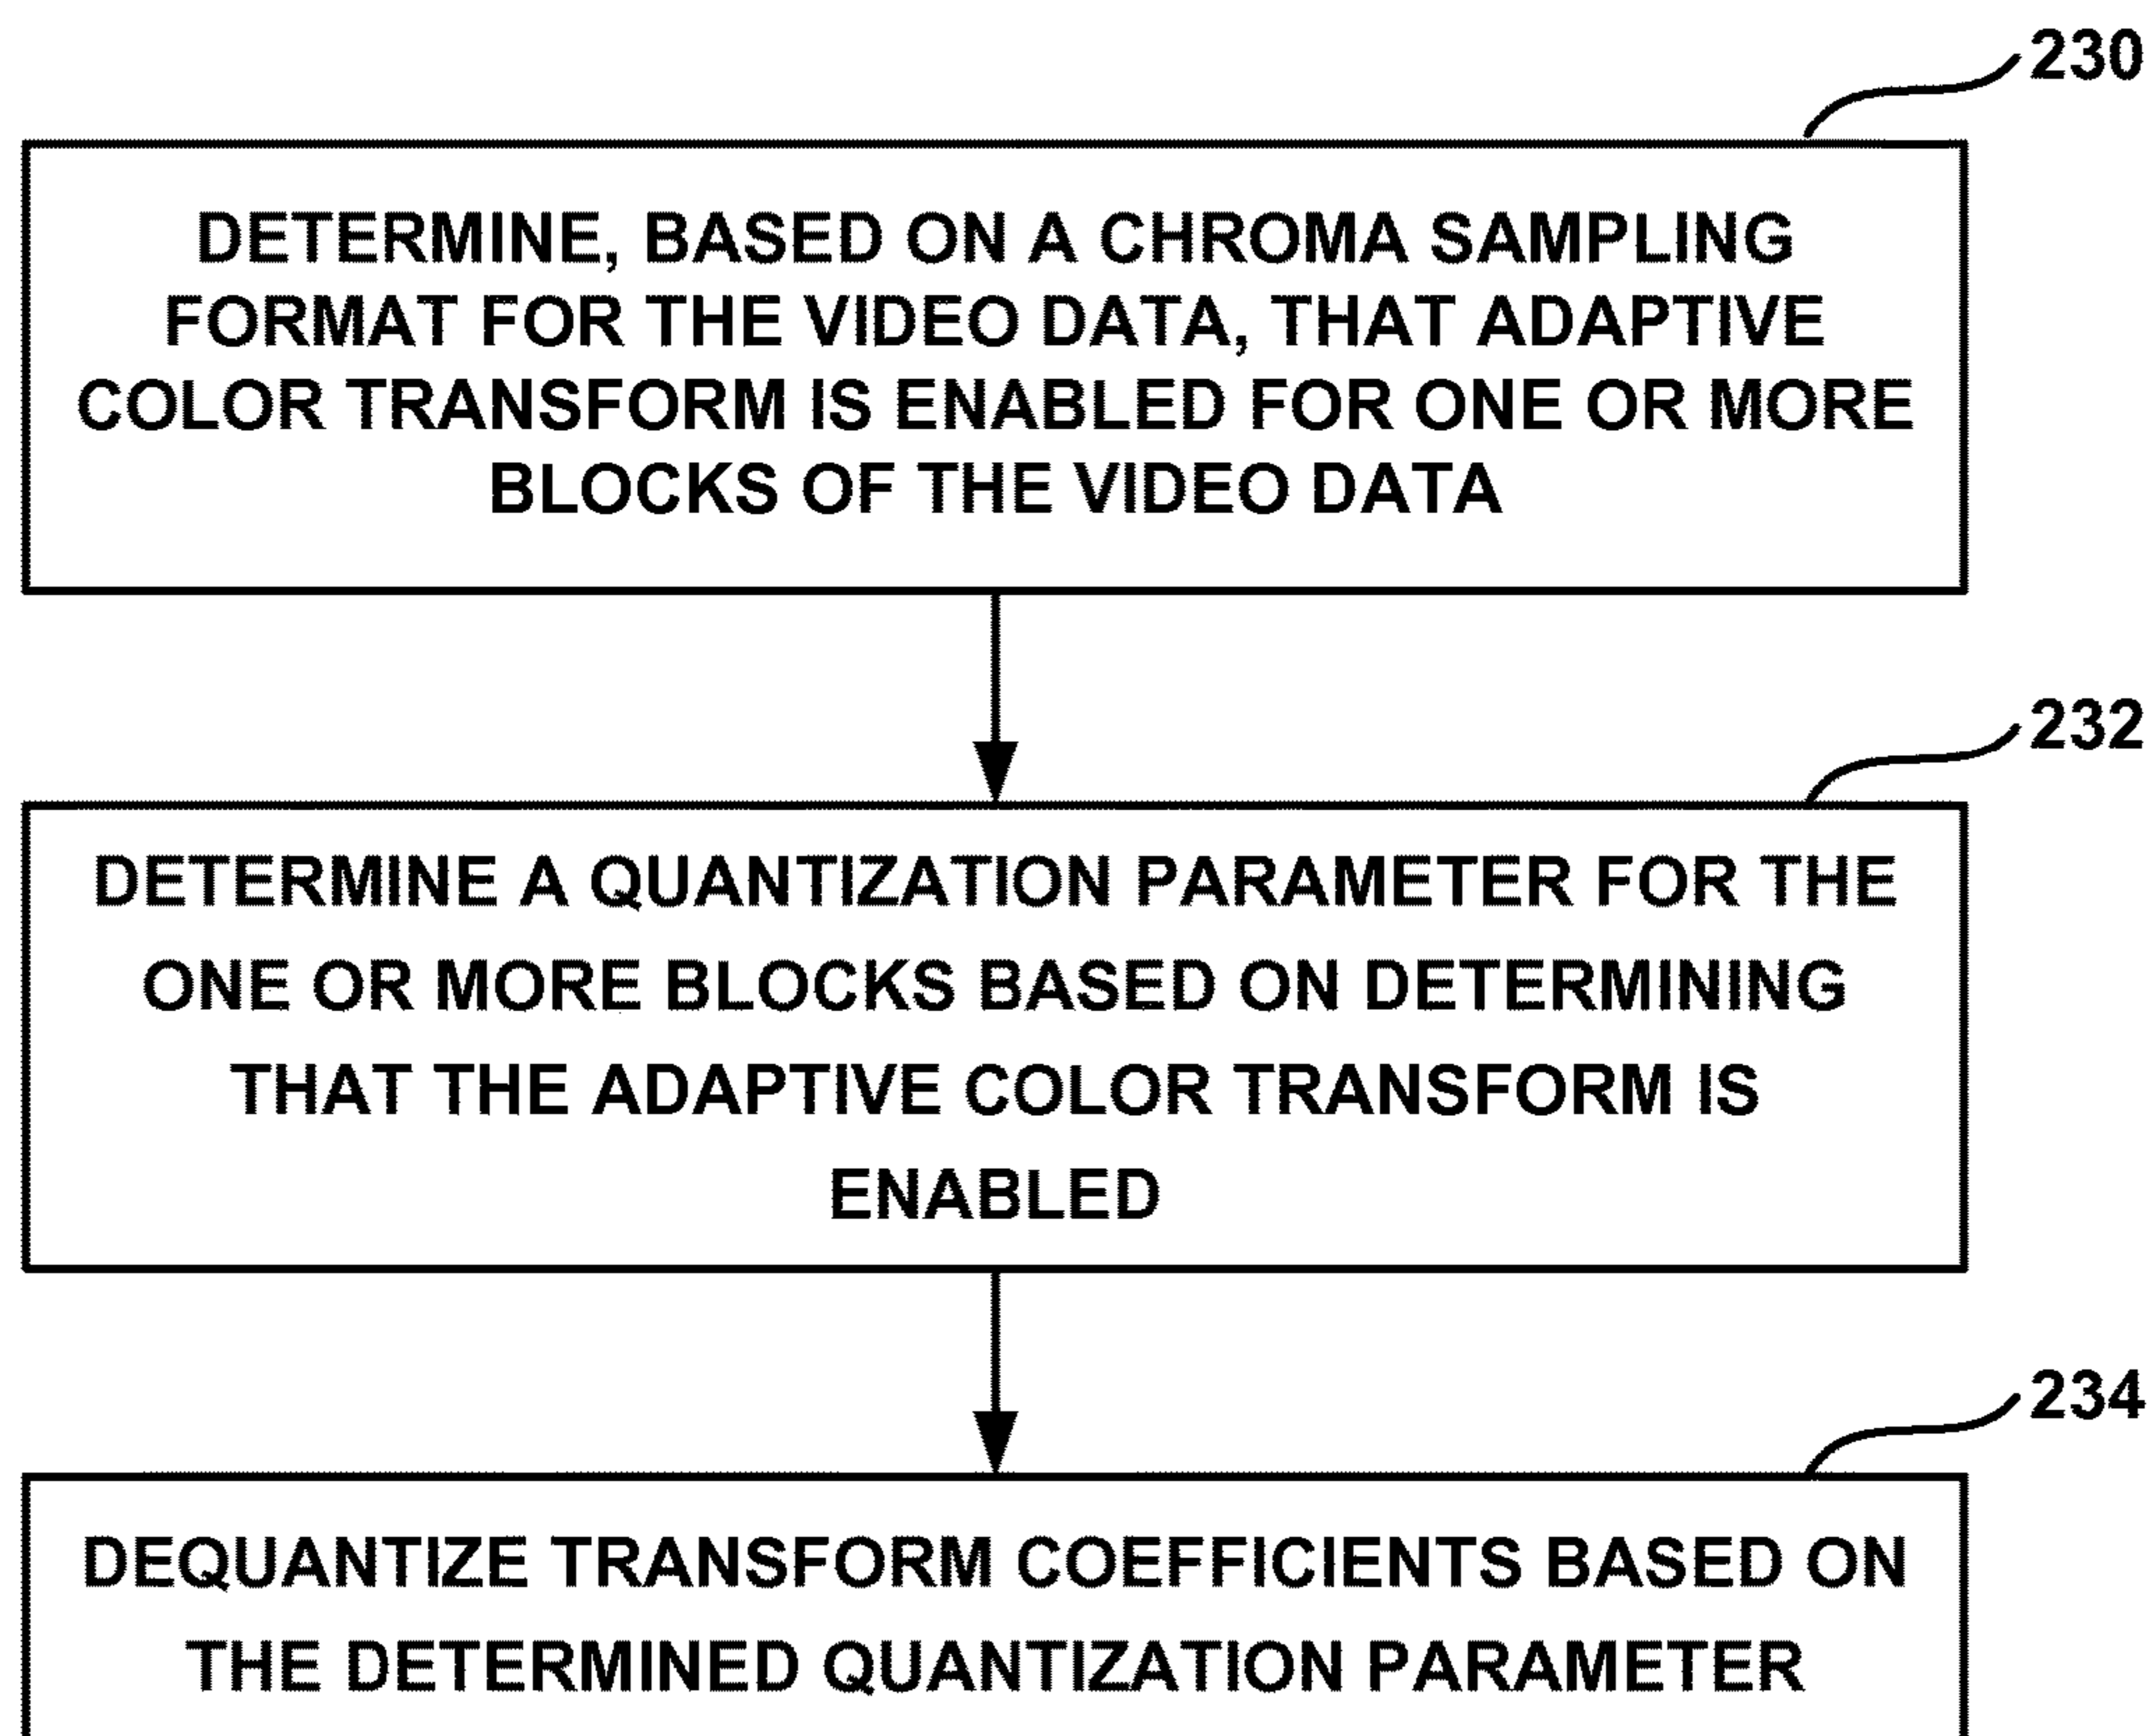 230
DETERMINE, BASED ON A CHROMA SAMPLING
FORMAT FOR THE VIDEO DATA, THAT ADAPTIVE
COLOR TRANSFORM IS ENABLED FOR ONE OR MORE
BLOCKS OF THE VIDEO DATA
232
DETERMINE A QUANTIZATION PARAMETER FOR THE
ONE OR MORE BLOCKS BASED ON DETERMINING
THAT THE ADAPTIVE COLOR TRANSFORM IS
ENABLED
234
DEQUANTIZE TRANSFORM COEFFICIENTS BASED ON
THE DETERMINED QUANTIZATION PARAMETER